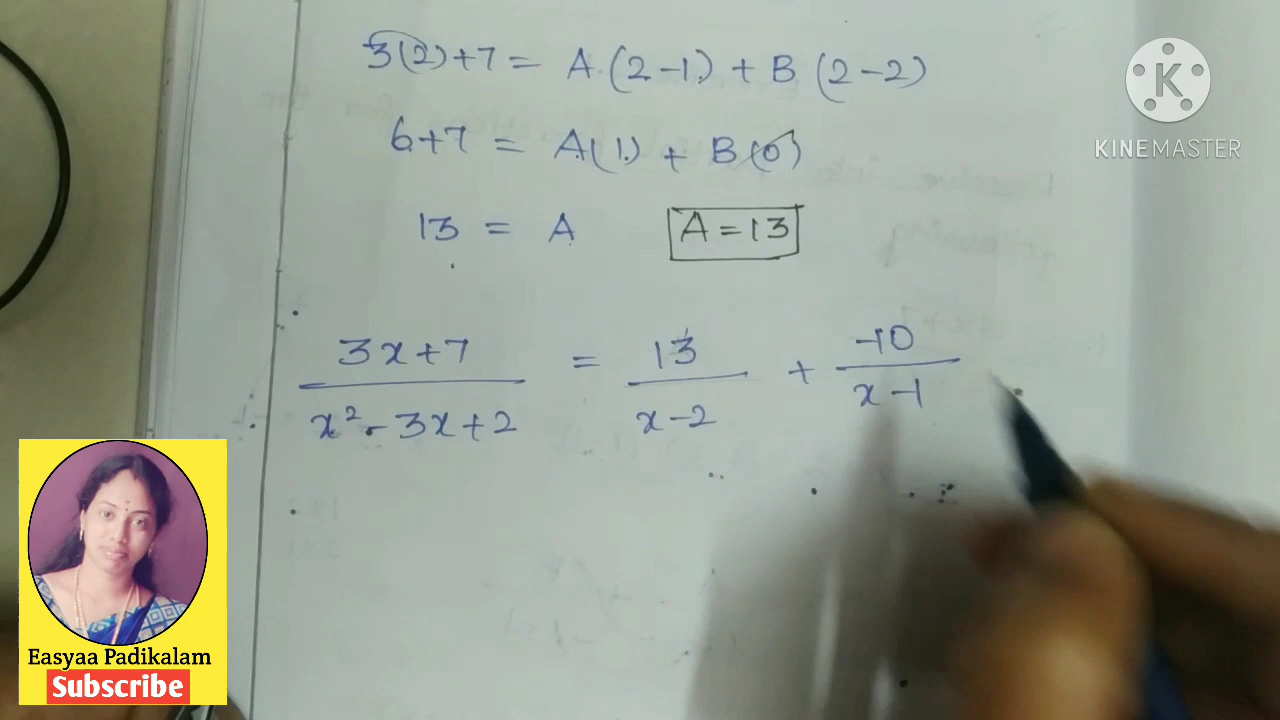 3(2)+7 = A(2-1) + B(2-2)
6+7 = A(1) + B(0)
13 = A   A = 13
3x+7 / x²-3x+2 = 13 / x-2 + -10 / x-1
K
KINEMASTER
Easyaa Padikalam
Subscribe